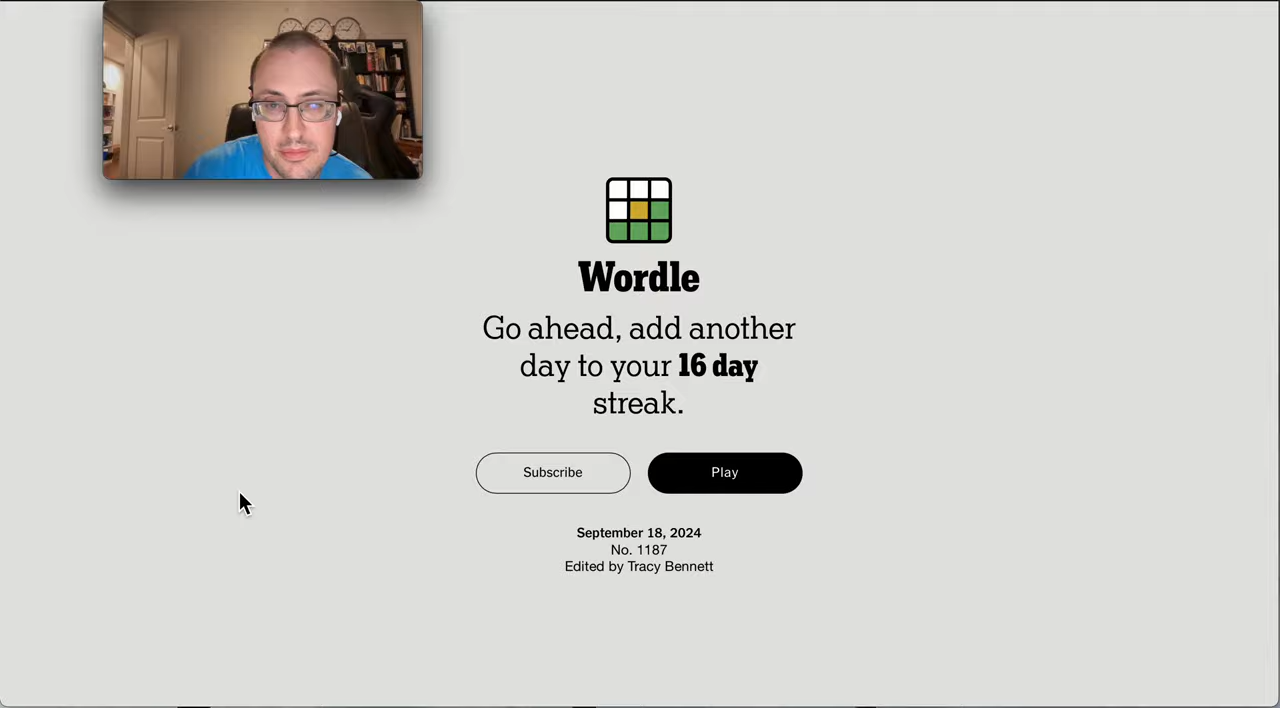 Wordle
Go ahead, add another
day to your 16 day
streak.
Subscribe
Play
September 18, 2024
No. 1187
Edited by Tracy Bennett